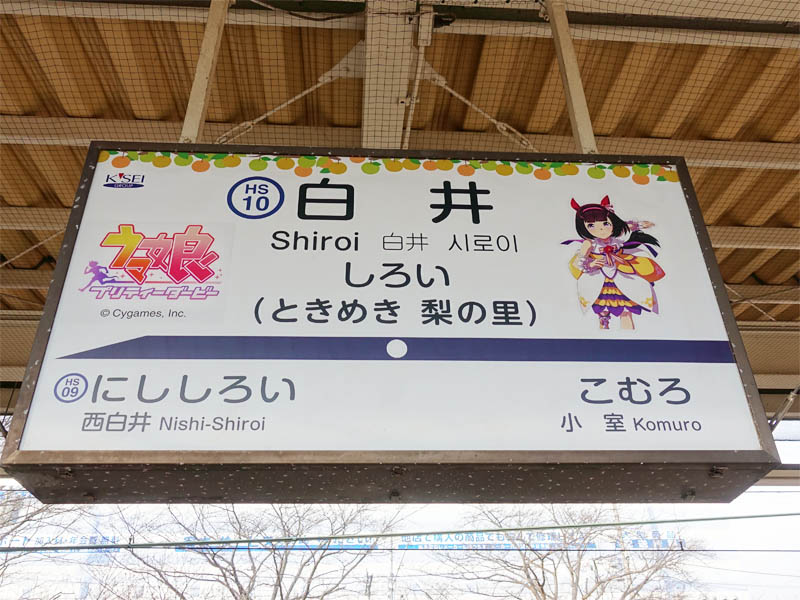 K'SEI
GROUP
HS
10
白井
Shiroi 白井 시로이
しろい
(ときめき 梨の里)
ウマ娘
プリティーダービー
© Cygames, Inc.
HS
09
にししろい
西白井 Nishi-Shiroi
こむろ
小室 Komuro